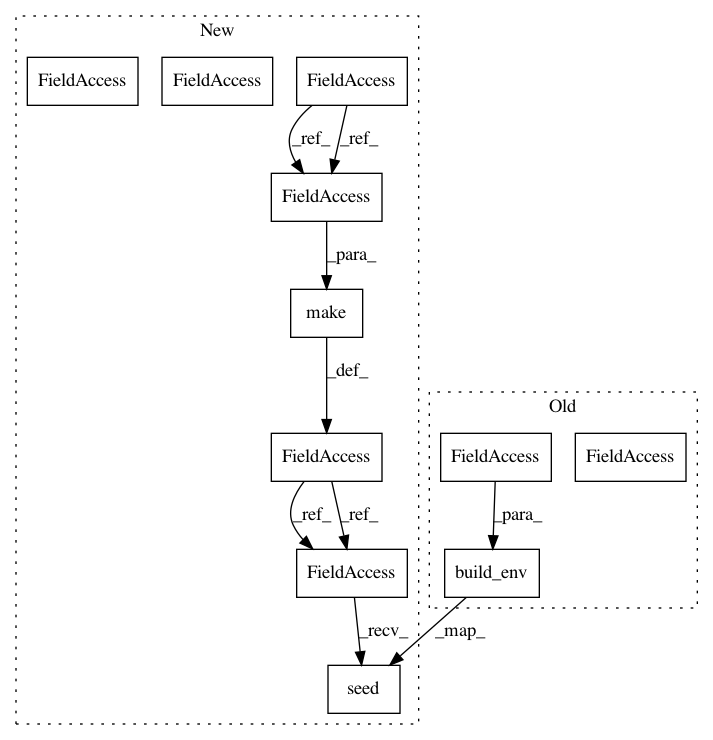 New
FieldAccess
FieldAccess
FieldAccess
_ref_
_ref_
FieldAccess
_para_
make
_def_
Old
FieldAccess
FieldAccess
FieldAccess
_ref_
_ref_
_para_
FieldAccess
build_env
_recv_
_map_
seed